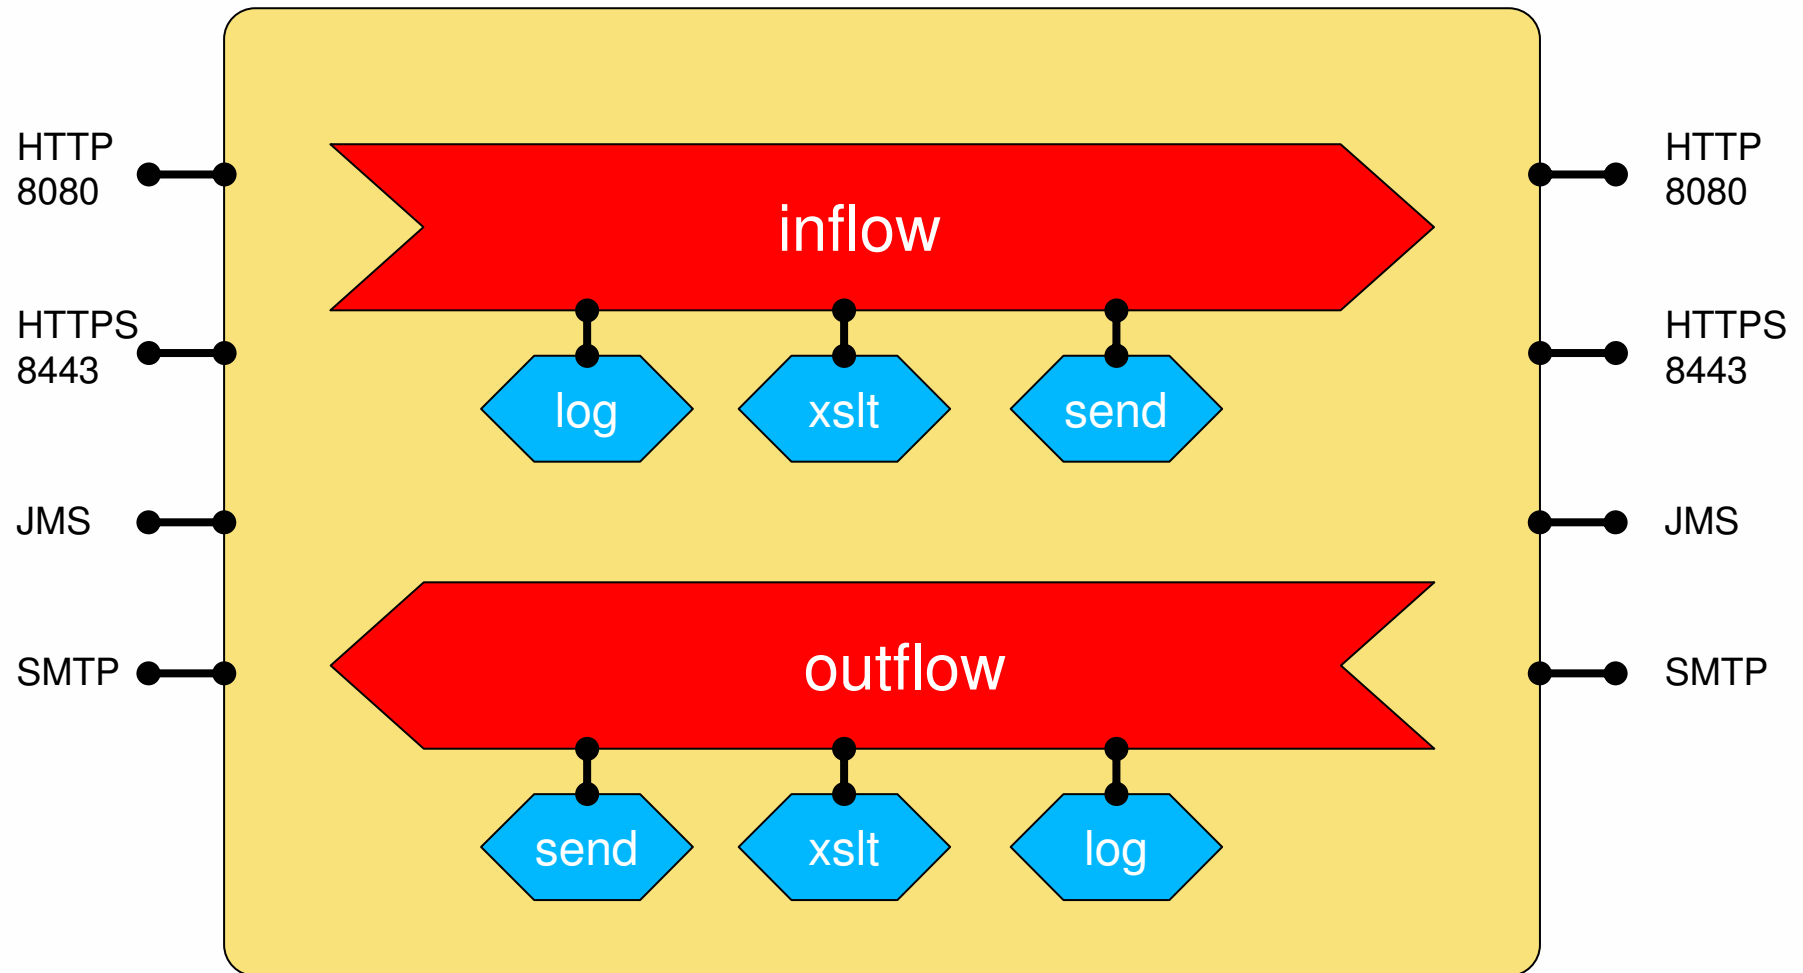 HTTP
8080
HTTPS
8443
JMS
SMTP
inflow
log
xslt
send
outflow
send
xslt
log
HTTP
8080
HTTPS
8443
JMS
SMTP